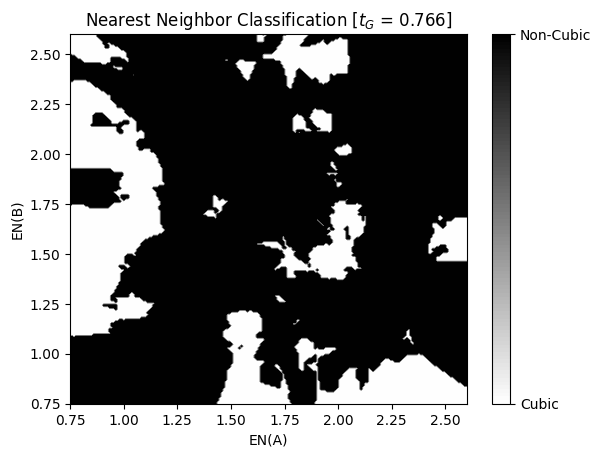 Nearest Neighbor Classification [t_G = 0.766]
2.50
2.25
2.00
1.75
1.50
1.25
1.00
0.75
EN(B)
0.75 1.00 1.25 1.50 1.75 2.00 2.25 2.50
EN(A)
Non-Cubic
Cubic